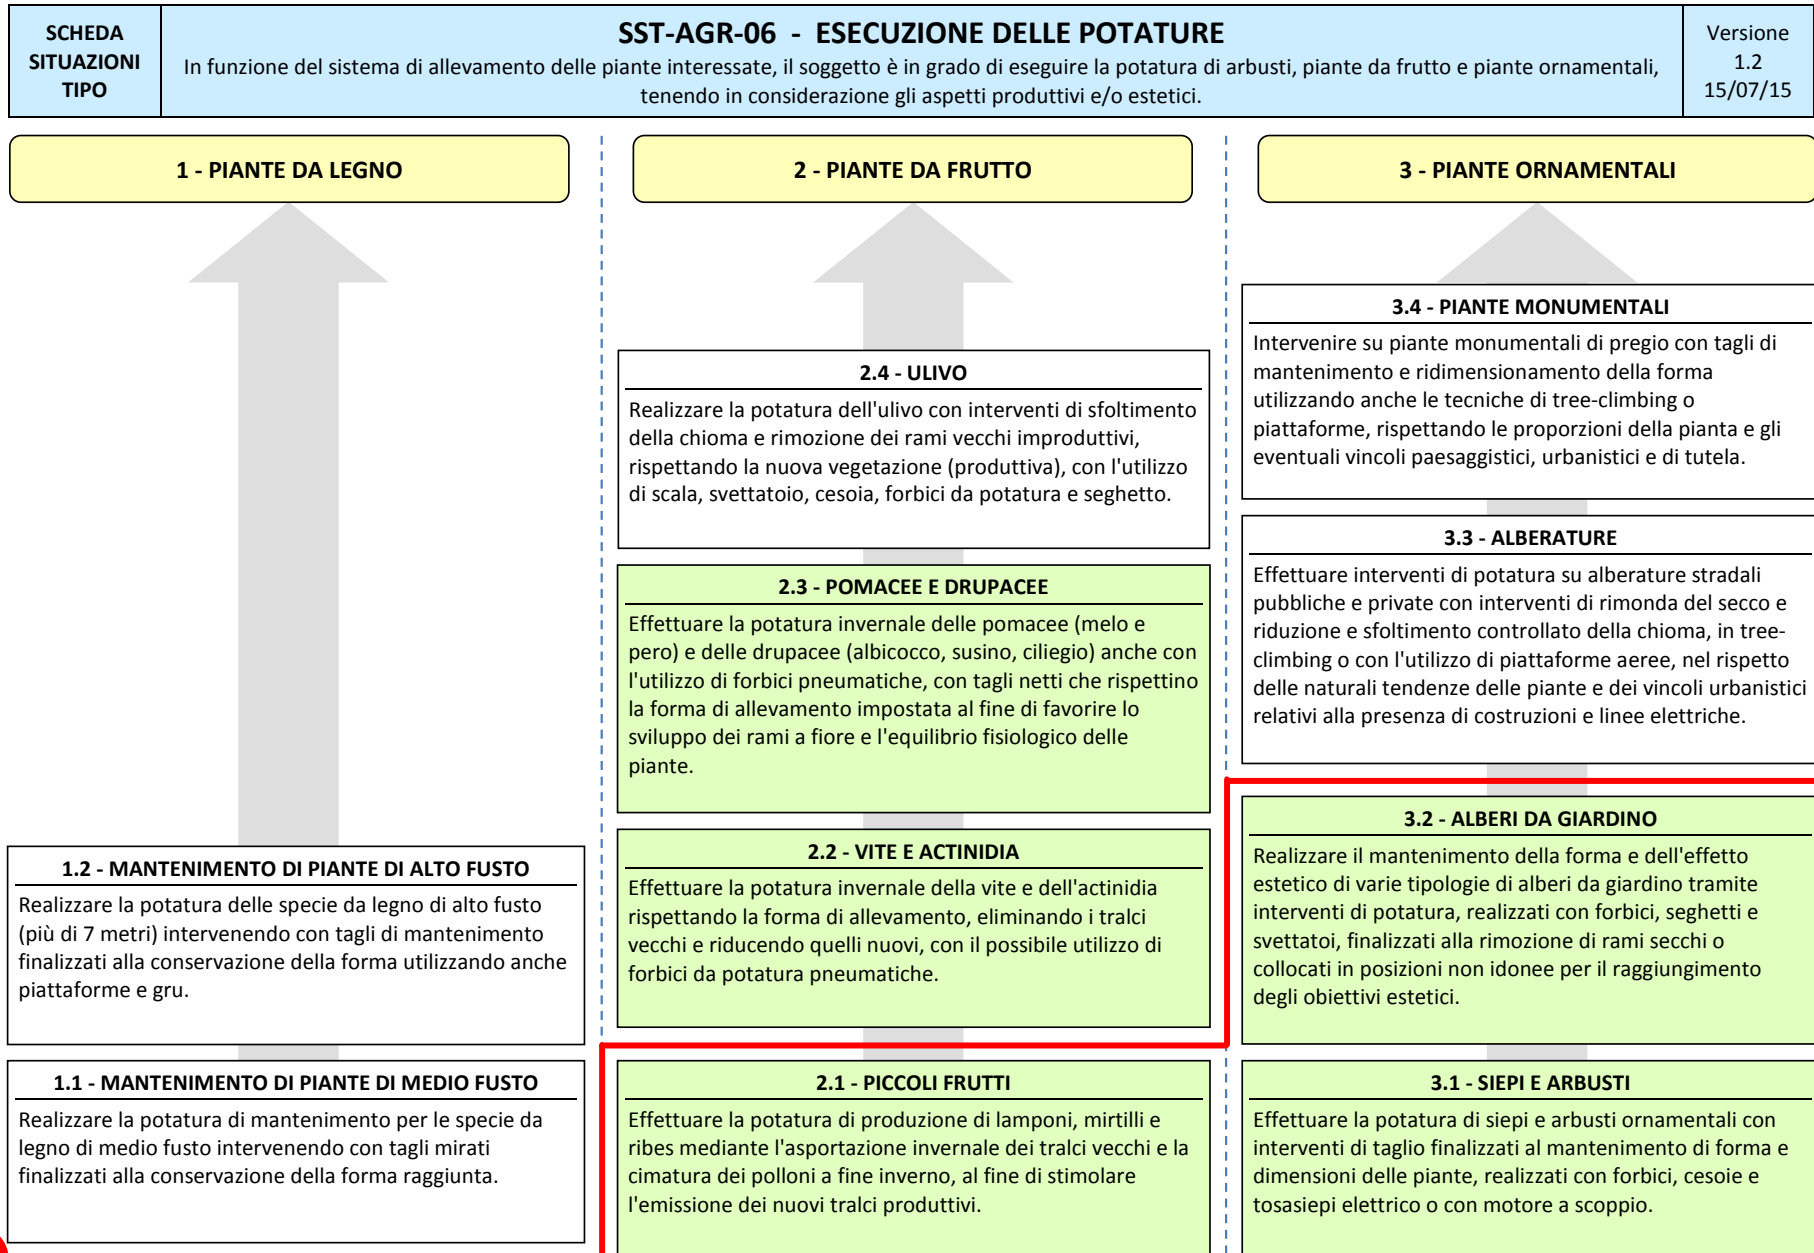 SCHEDA
SITUAZIONI
TIPO
SST-AGR-06 - ESECUZIONE DELLE POTATURE
In funzione del sistema di allevamento delle piante interessate, il soggetto è in grado di eseguire la potatura di arbusti, piante da frutto e piante ornamentali,
tenendo in considerazione gli aspetti produttivi e/o estetici.
Versione
1.2
15/07/15
1 - PIANTE DA LEGNO
1.2 - MANTENIMENTO DI PIANTE DI ALTO FUSTO
Realizzare la potatura delle specie da legno di alto fusto
(più di 7 metri) intervenendo con tagli di mantenimento
finalizzati alla conservazione della forma utilizzando anche
piattaforme e gru.
1.1 - MANTENIMENTO DI PIANTE DI MEDIO FUSTO
Realizzare la potatura di mantenimento per le specie da
legno di medio fusto intervenendo con tagli mirati
finalizzati alla conservazione della forma raggiunta.
2 - PIANTE DA FRUTTO
2.4 - ULIVO
Realizzare la potatura dell'ulivo con interventi di sfoltimento
della chioma e rimozione dei rami vecchi improduttivi,
rispettando la nuova vegetazione (produttiva), con l'utilizzo
di scala, svettatoio, cesoia, forbici da potatura e seghetto.
2.3 - POMACEE E DRUPACEE
Effettuare la potatura invernale delle pomacee (melo e
pero) e delle drupacee (albicocco, susino, ciliegio) anche con
l'utilizzo di forbici pneumatiche, con tagli netti che rispettino
la forma di allevamento impostata al fine di favorire lo
sviluppo dei rami a fiore e l'equilibrio fisiologico delle
piante.
2.2 - VITE E ACTINIDIA
Effettuare la potatura invernale della vite e dell'actinidia
rispettando la forma di allevamento, eliminando i tralci
vecchi e riducendo quelli nuovi, con il possibile utilizzo di
forbici da potatura pneumatiche.
2.1 - PICCOLI FRUTTI
Effettuare la potatura di produzione di lamponi, mirtilli e
ribes mediante l'asportazione invernale dei tralci vecchi e la
cimatura dei polloni a fine inverno, al fine di stimolare
l'emissione dei nuovi tralci produttivi.
3 - PIANTE ORNAMENTALI
3.4 - PIANTE MONUMENTALI
Intervenire su piante monumentali di pregio con tagli di
mantenimento e ridimensionamento della forma
utilizzando anche le tecniche di tree-climbing o
piattaforme, rispettando le proporzioni della pianta e gli
eventuali vincoli paesaggistici, urbanistici e di tutela.
3.3 - ALBERATURE
Effettuare interventi di potatura su alberature stradali
pubbliche e private con interventi di rimonda del secco e
riduzione e sfoltimento controllato della chioma, in tree-
climbing o con l'utilizzo di piattaforme aeree, nel rispetto
delle naturali tendenze delle piante e dei vincoli urbanistici
relativi alla presenza di costruzioni e linee elettriche.
3.2 - ALBERI DA GIARDINO
Realizzare il mantenimento della forma e dell'effetto
estetico di varie tipologie di alberi da giardino tramite
interventi di potatura, realizzati con forbici, seghetti e
svettatoi, finalizzati alla rimozione di rami secchi o
collocati in posizioni non idonee per il raggiungimento
degli obiettivi estetici.
3.1 - SIEPI E ARBUSTI
Effettuare la potatura di siepi e arbusti ornamentali con
interventi di taglio finalizzati al mantenimento di forma e
dimensioni delle piante, realizzati con forbici, cesoie e
tosasiepi elettrico o con motore a scoppio.